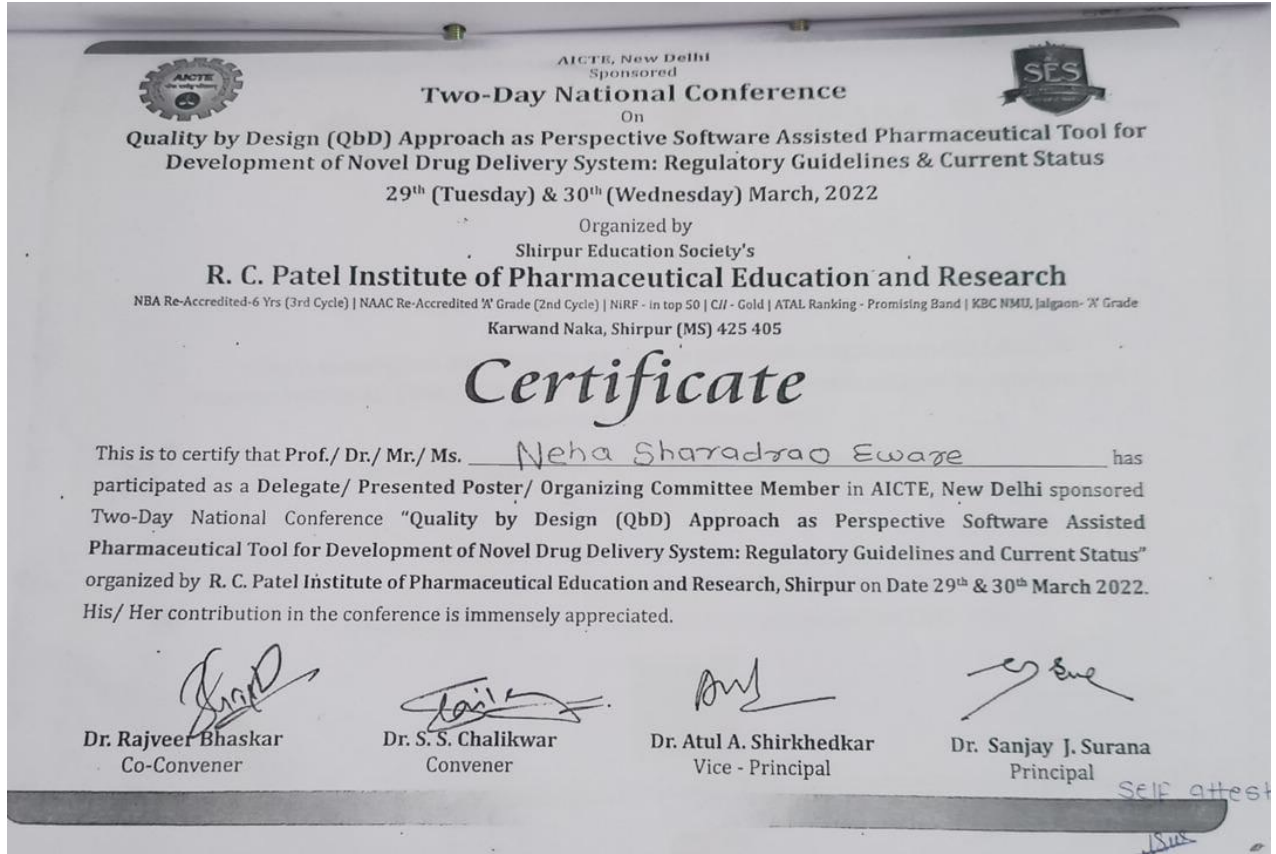 AICTE, New Delhi
Sponsored
AICTE
SES
Two-Day National Conference
On
Quality by Design (QbD) Approach as Perspective Software Assisted Pharmaceutical Tool for
Development of Novel Drug Delivery System: Regulatory Guidelines & Current Status
29th (Tuesday) & 30th (Wednesday) March, 2022
Organized by
Shirpur Education Society's
R. C. Patel Institute of Pharmaceutical Education and Research
NBA Re-Accredited-6 Yrs (3rd Cycle) | NAAC Re-Accredited 'A' Grade (2nd Cycle) | NiRF - in top 50 | CII - Gold | ATAL Ranking - Promising Band | KBC NMU, Jalgaon- 'A' Grade
Karwand Naka, Shirpur (MS) 425 405
Certificate
This is to certify that Prof./ Dr./ Mr./ Ms. Neha Sharadrao Eware has
participated as a Delegate/ Presented Poster/ Organizing Committee Member in AICTE, New Delhi sponsored
Two-Day National Conference “Quality by Design (QbD) Approach as Perspective Software Assisted
Pharmaceutical Tool for Development of Novel Drug Delivery System: Regulatory Guidelines and Current Status”
organized by R. C. Patel Institute of Pharmaceutical Education and Research, Shirpur on Date 29th & 30th March 2022.
His/ Her contribution in the conference is immensely appreciated.
Dr. Rajveer Bhaskar
Co-Convener
Dr. S. S. Chalikwar
Convener
Dr. Atul A. Shirkhedkar
Vice - Principal
Dr. Sanjay J. Surana
Principal
Self attest